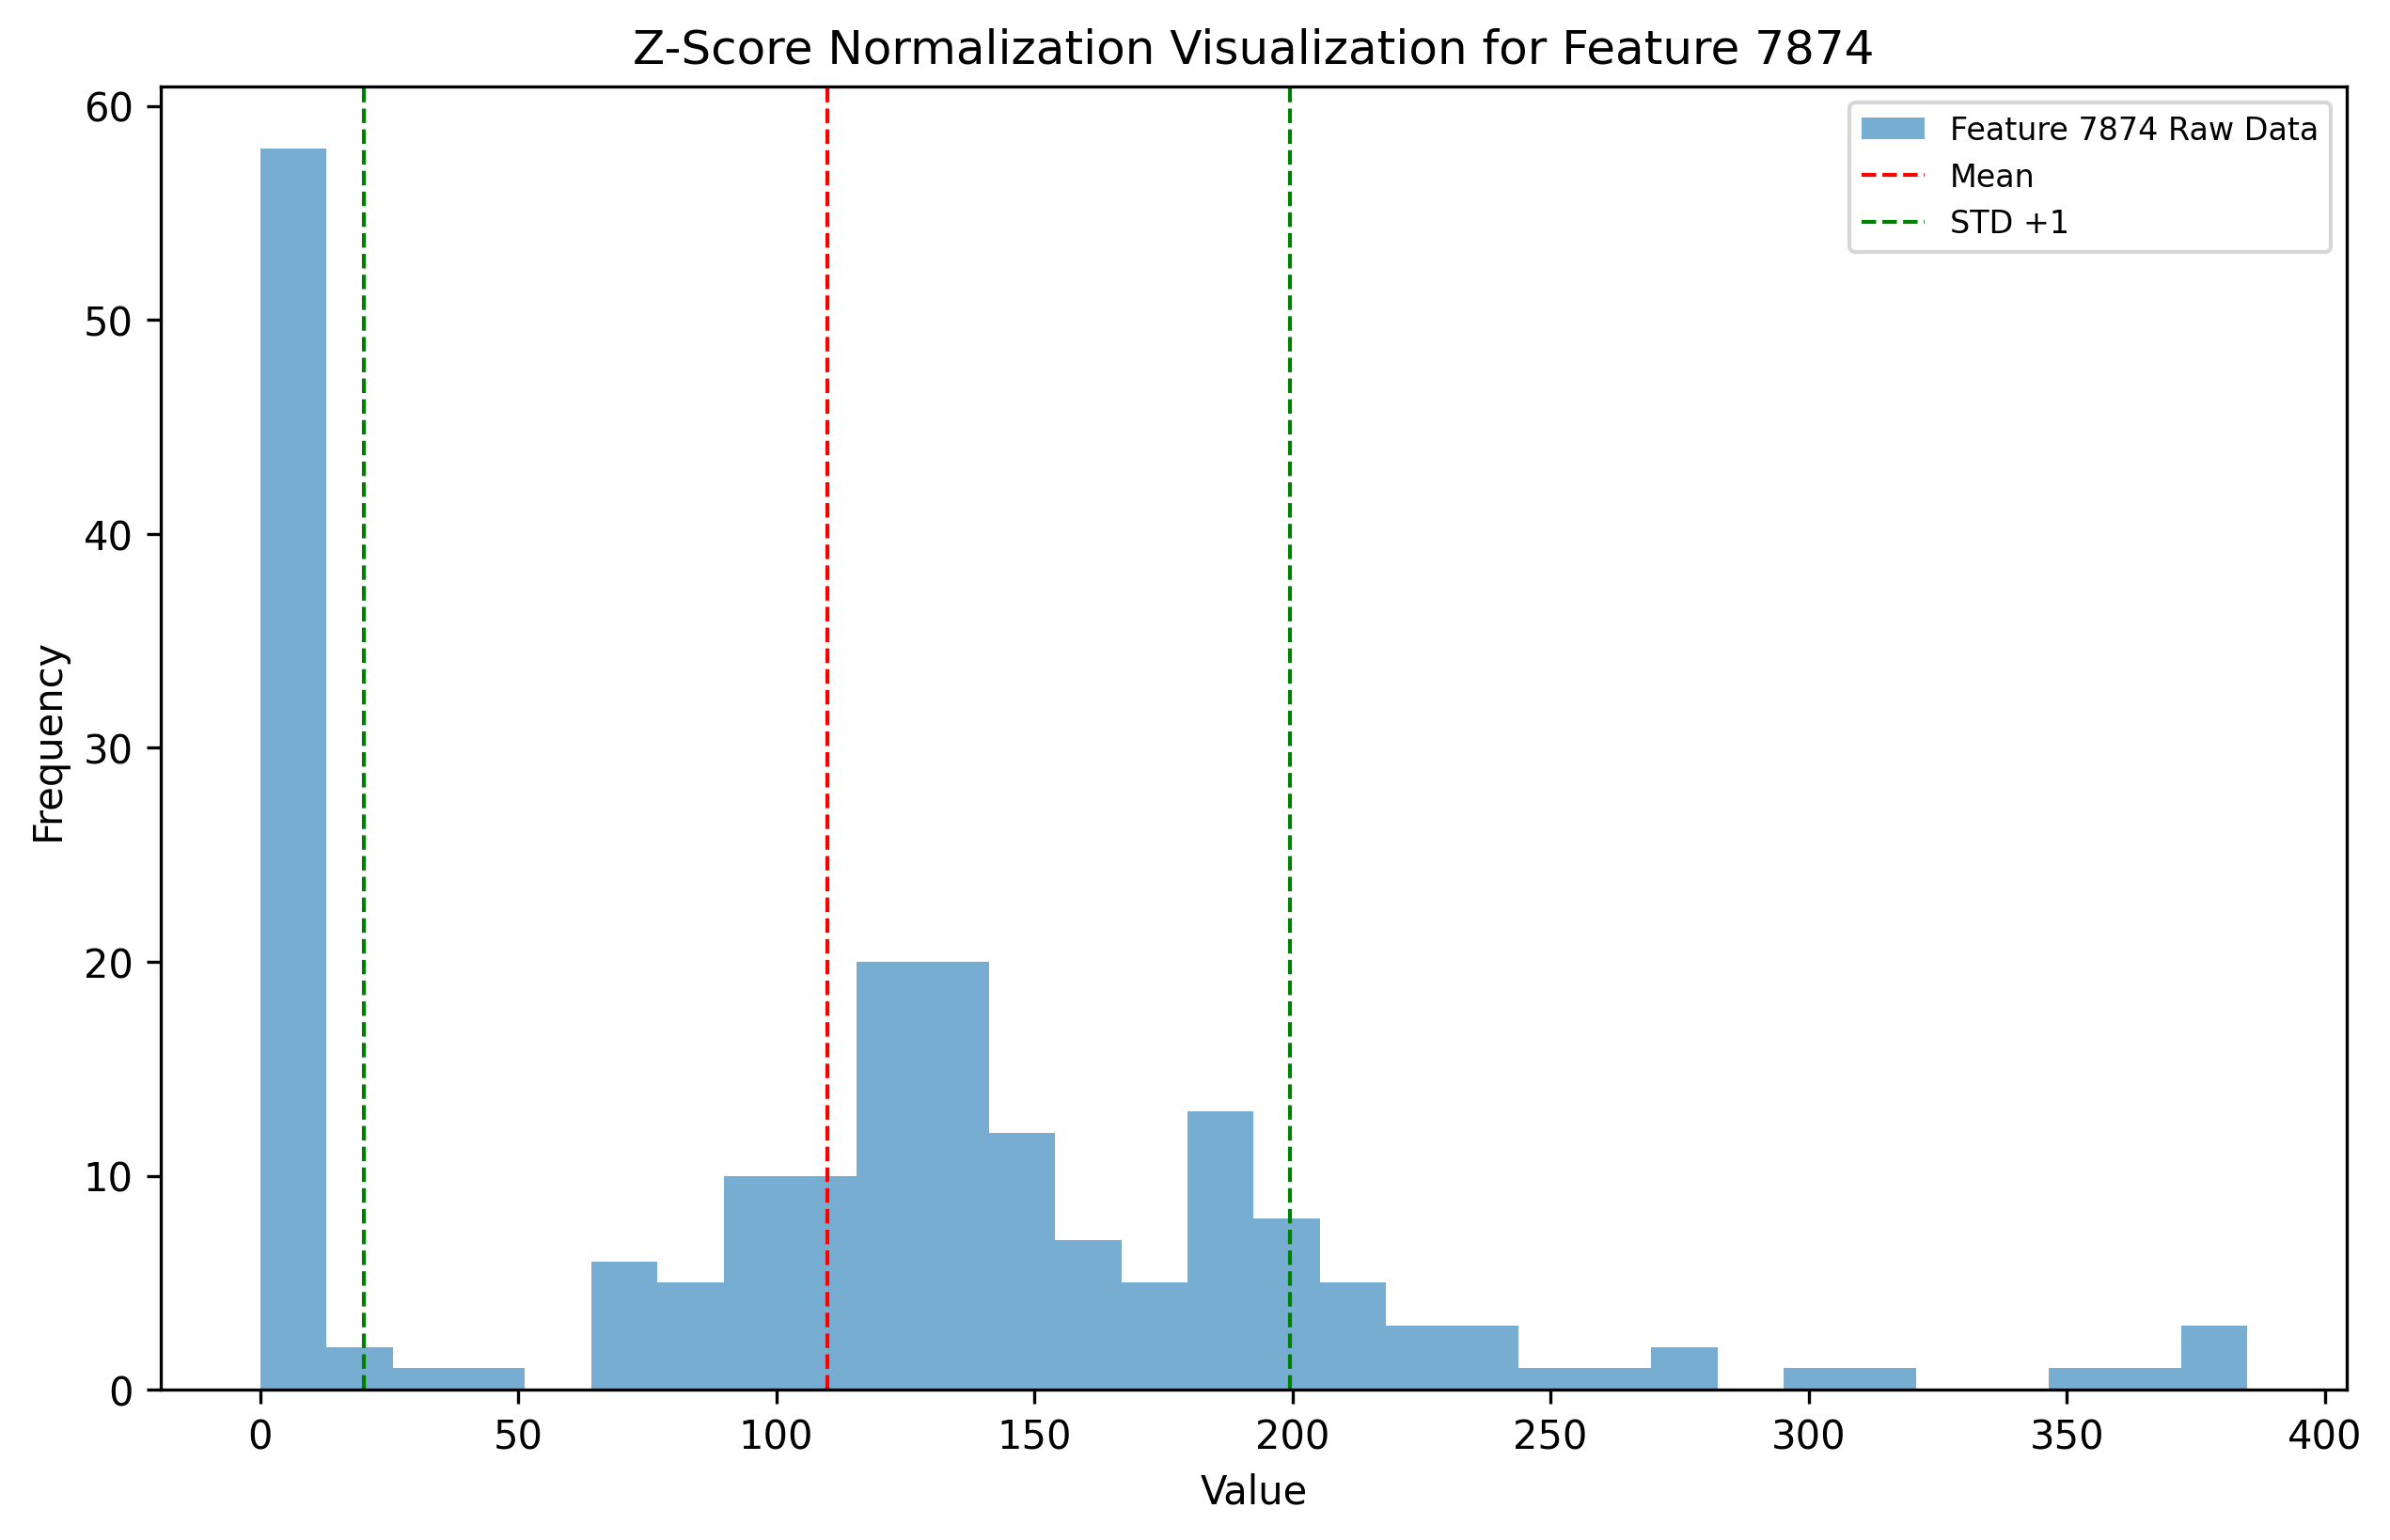 Z-Score Normalization Visualization for Feature 7874
Feature 7874 Raw Data
Mean
STD +1
60
50
40
30
20
10
0
Frequency
0 50 100 150 200 250 300 350 400
Value